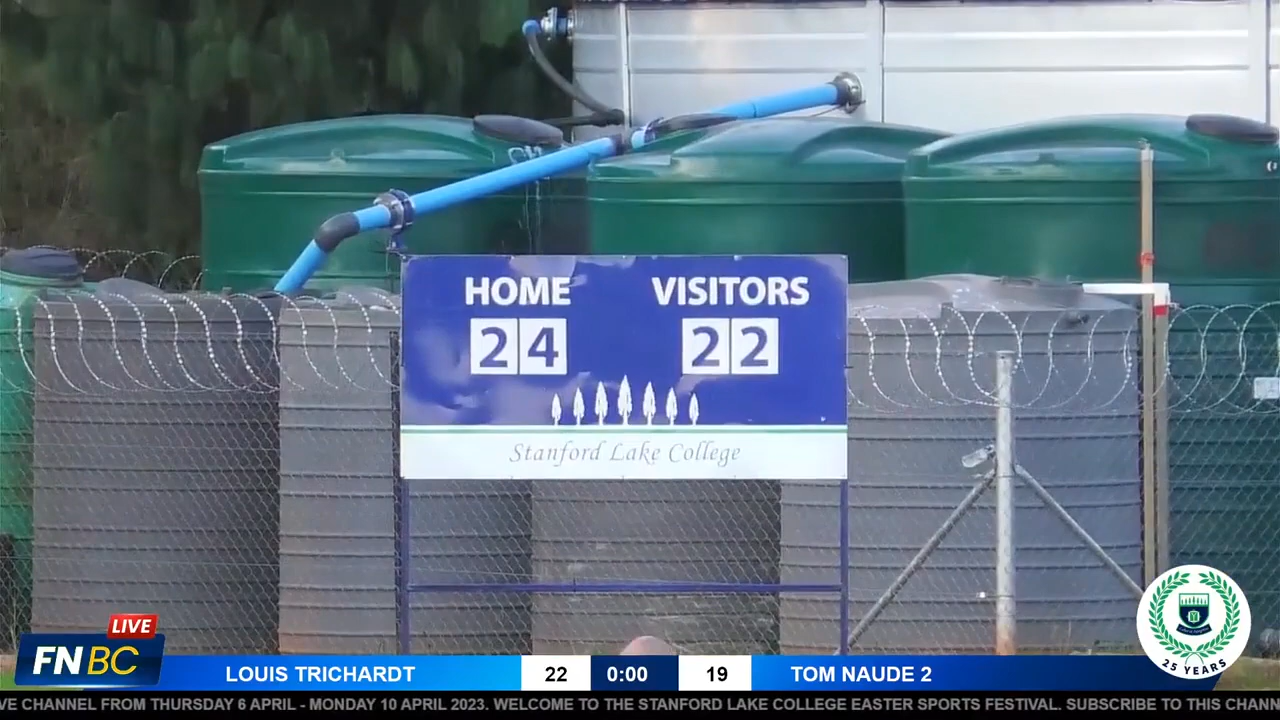 HOME VISITORS
24 22
Stanford Lake College
LIVE
FNBC
LOUIS TRICHARDT 22 0:00 19 TOM NAUDE 2
25 YEARS
VE CHANNEL FROM THURSDAY 6 APRIL - MONDAY 10 APRIL 2023. WELCOME TO THE STANFORD LAKE COLLEGE EASTER SPORTS FESTIVAL. SUBSCRIBE TO THIS CHANN